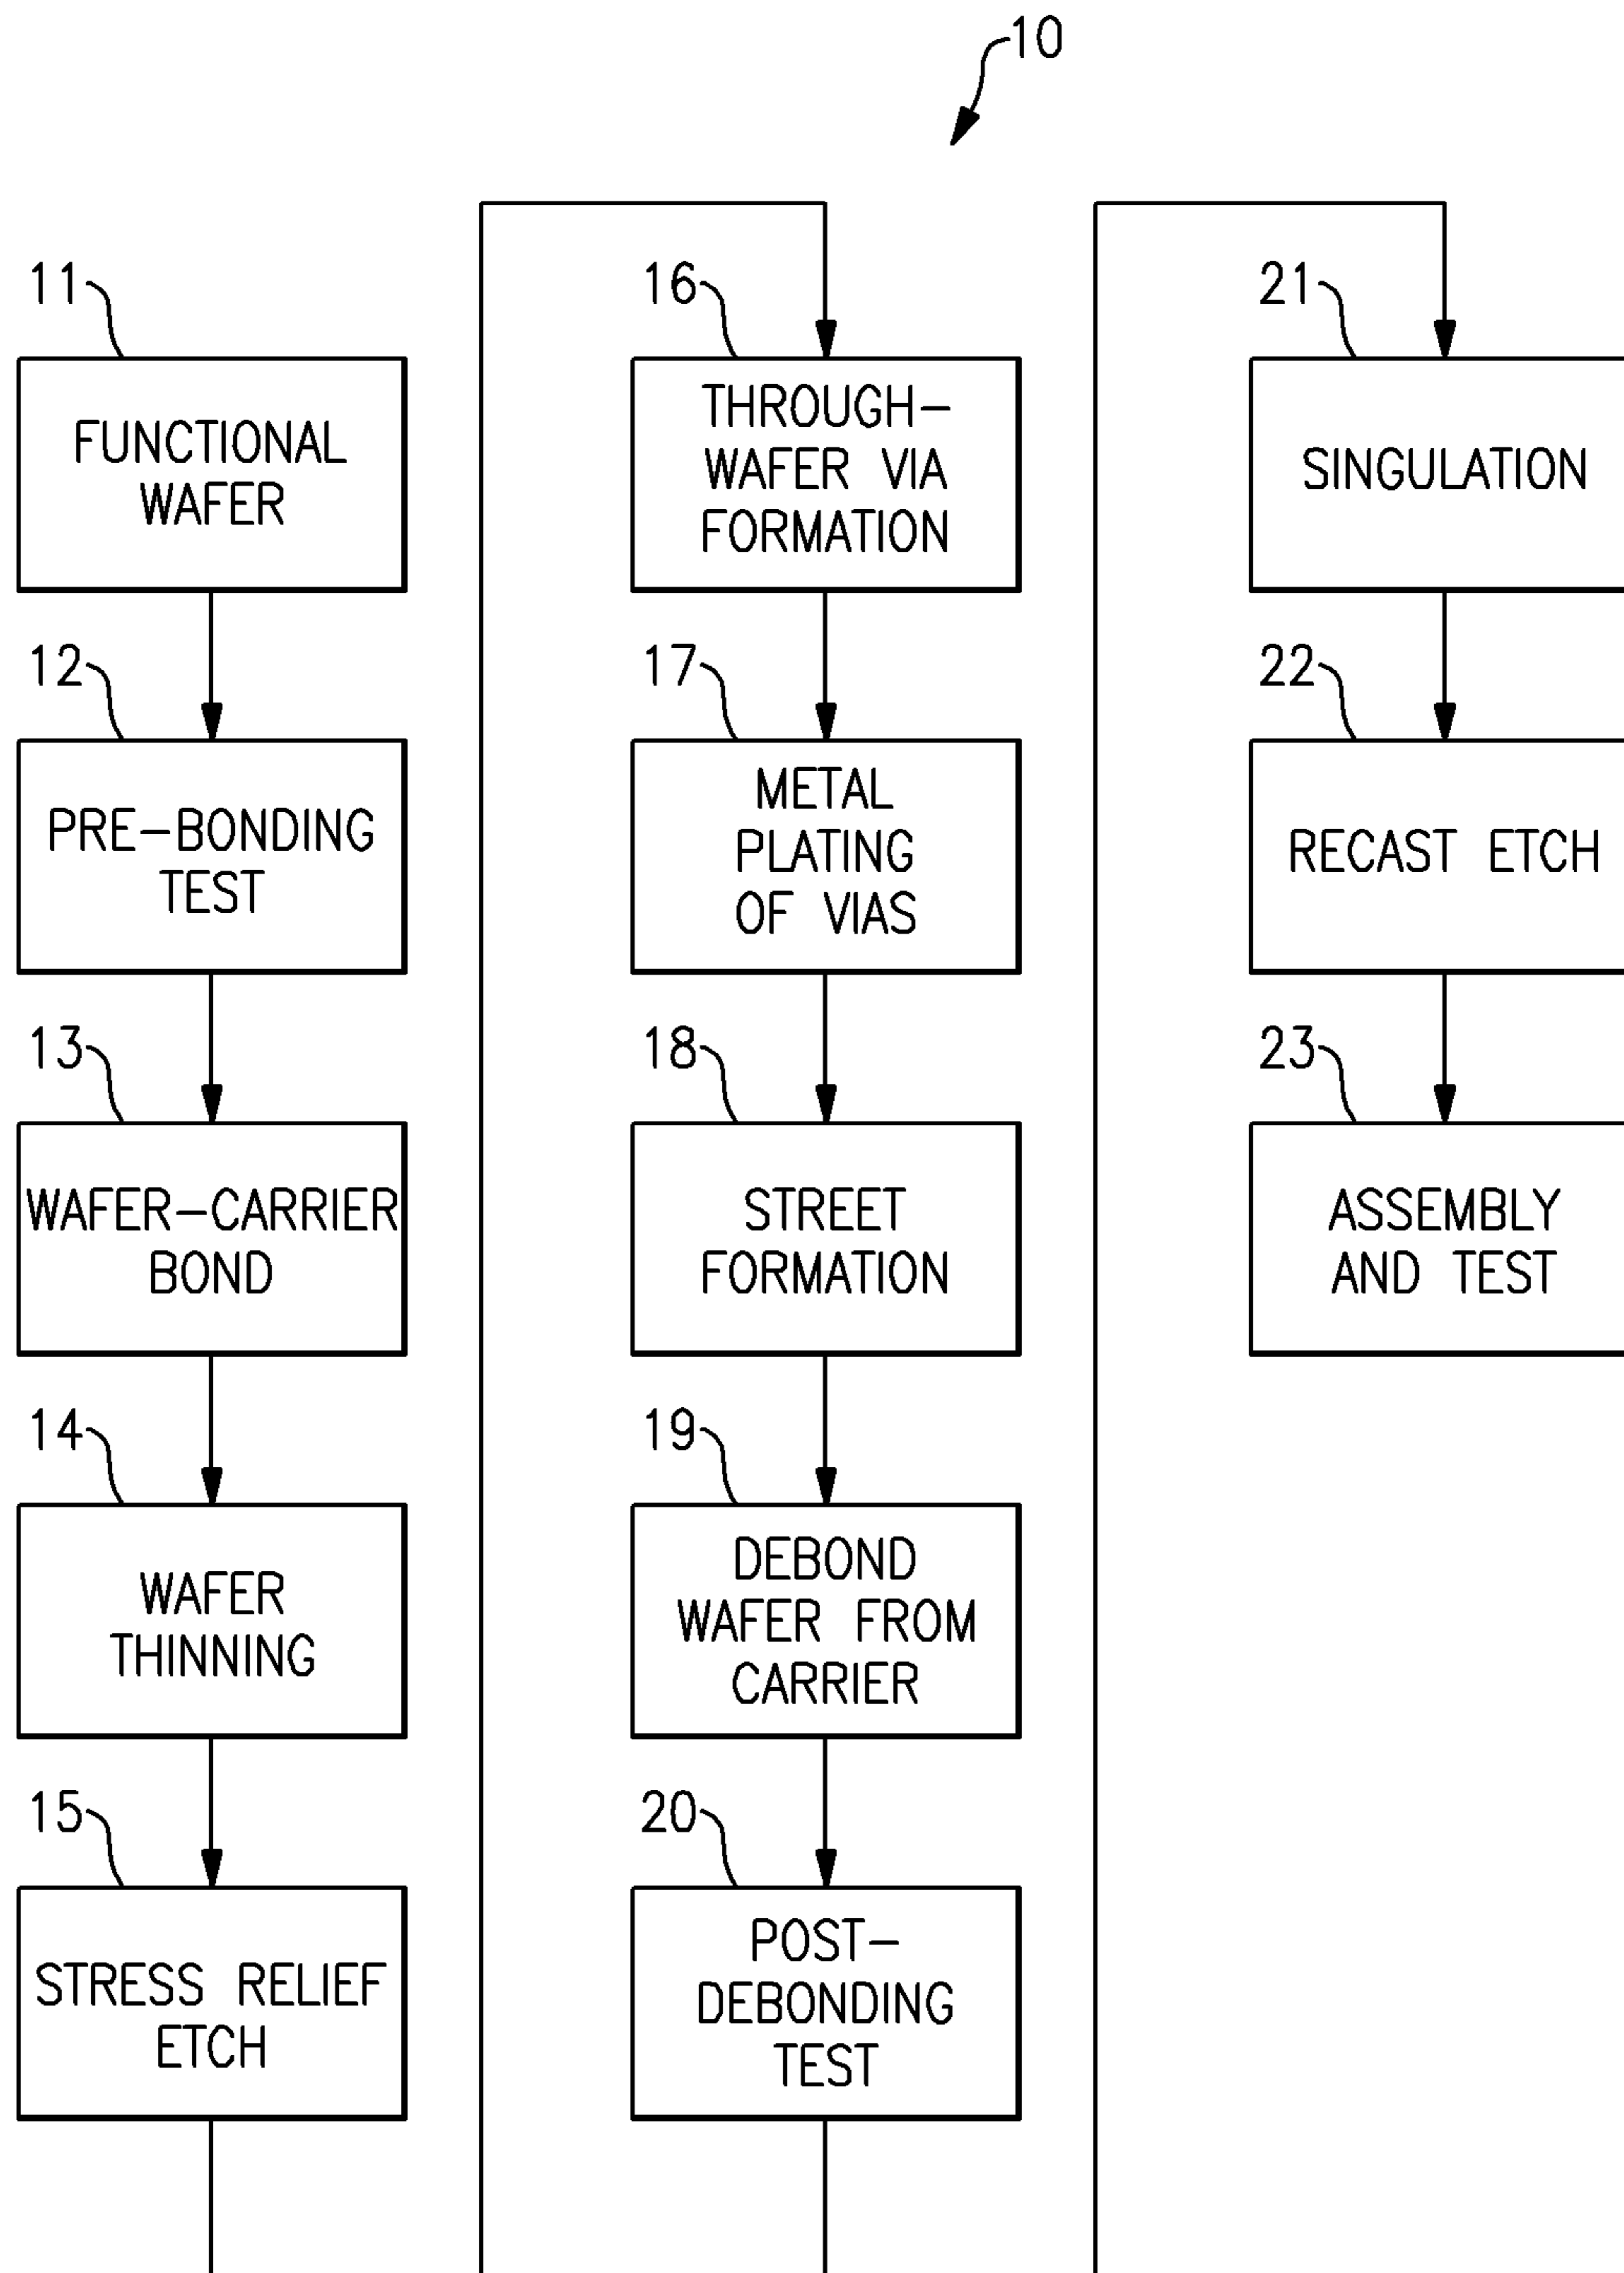 10
11
FUNCTIONAL
WAFER
12
PRE-BONDING
TEST
13
WAFER-CARRIER
BOND
14
WAFER
THINNING
15
STRESS RELIEF
ETCH
16
THROUGH-
WAFER VIA
FORMATION
17
METAL
PLATING
OF VIAS
18
STREET
FORMATION
19
DEBOND
WAFER FROM
CARRIER
20
POST-
DEBONDING
TEST
21
SINGULATION
22
RECAST ETCH
23
ASSEMBLY
AND TEST